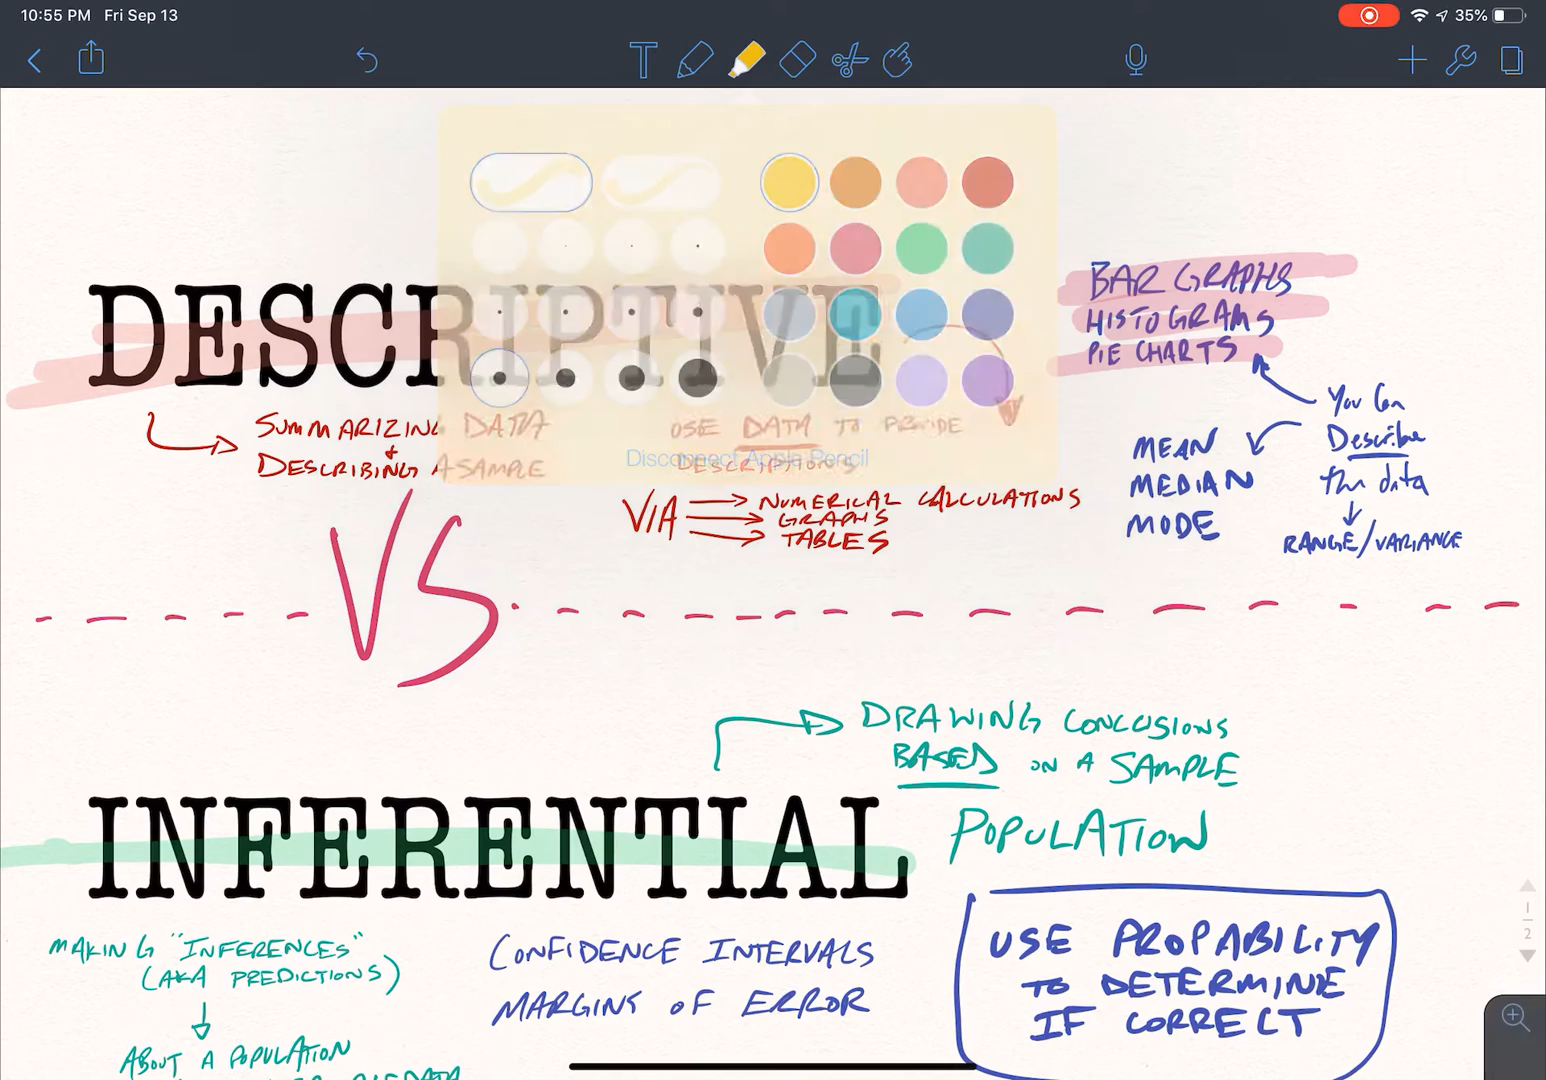 10:55 PM Fri Sep 13
35%
DESCRIPTIVE
SUMMARIZING DATA
+
DESCRIBING A SAMPLE
USE DATA TO PROVIDE
DESCRIPTIONS
Disconnect Apple Pencil
VIA NUMERICAL CALCULATIONS
GRAPHS
TABLES
BAR GRAPHS
HISTOGRAMS
PIE CHARTS
You Can
Describe
the data
RANGE/VARIANCE
MEAN
MEDIAN
MODE
VS
DRAWING CONCLUSIONS
BASED ON A SAMPLE
POPULATION
INFERENTIAL
MAKING "INFERENCES"
(AKA PREDICTIONS)
ABOUT A POPULATION
CONFIDENCE INTERVALS
MARGINS OF ERROR
USE PROPABILITY
TO DETERMINE
IF CORRECT
1
2